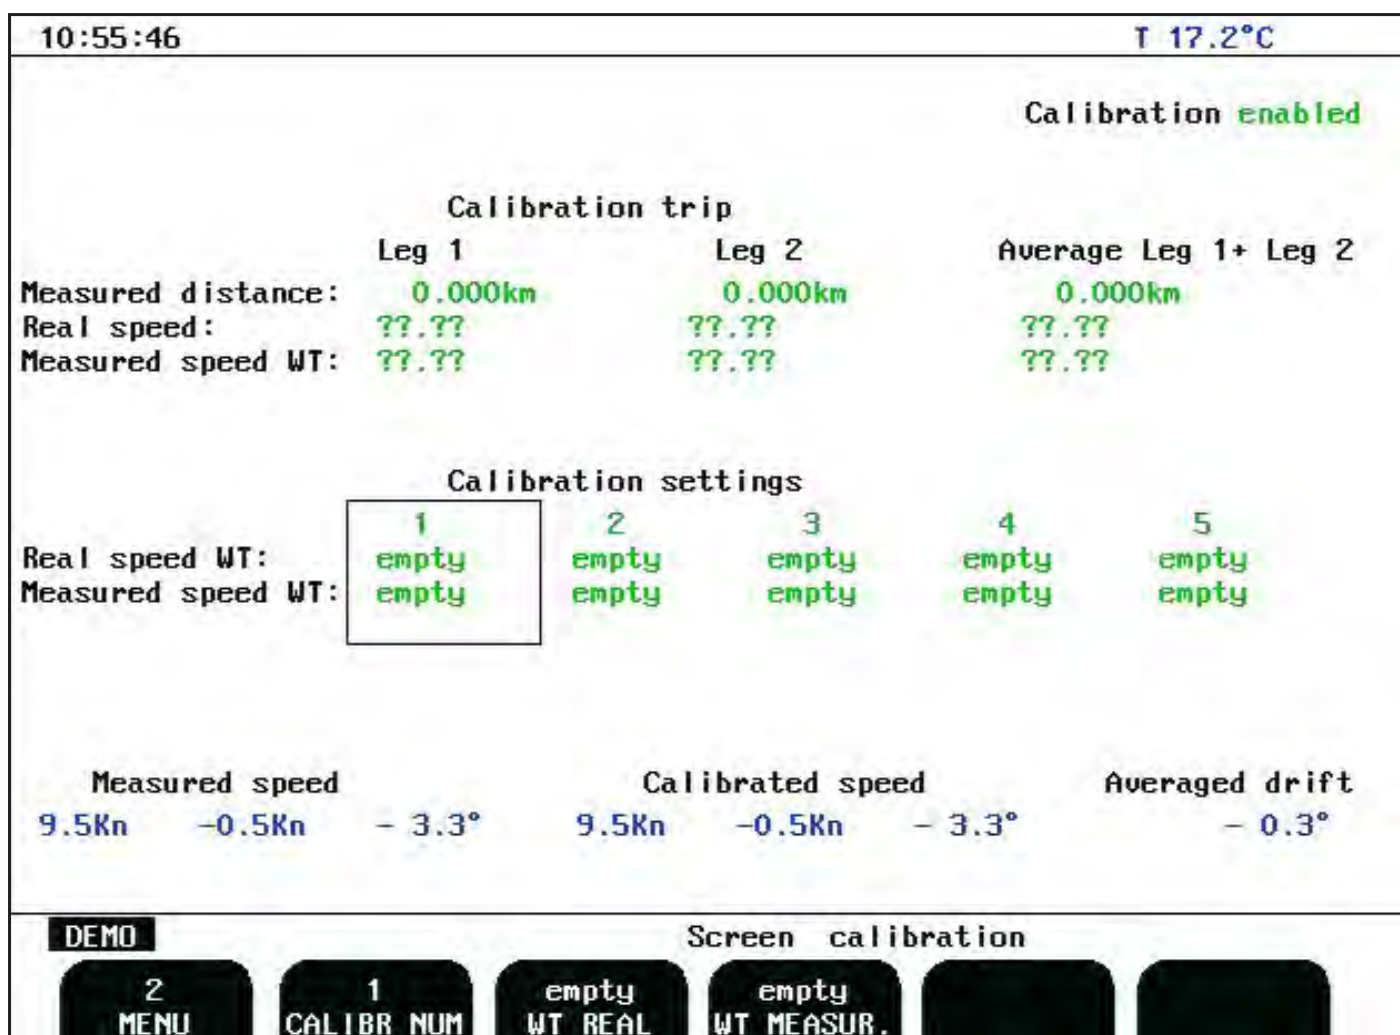 10:55:46 T 17.2°C
Calibration enabled
Calibration trip
Leg 1 Leg 2 Average Leg 1+ Leg 2
Measured distance: 0.000km 0.000km 0.000km
Real speed: ??.?? ??.?? ??.??
Measured speed WT: ??.?? ??.?? ??.??
Calibration settings
1 2 3 4 5
Real speed WT: empty empty empty empty empty
Measured speed WT: empty empty empty empty empty
Measured speed Calibrated speed Averaged drift
9.5Kn -0.5Kn - 3.3° 9.5Kn -0.5Kn - 3.3° - 0.3°
DEMO Screen calibration
2 1 empty empty
MENU CALIBR NUM WT REAL WT MEASUR.